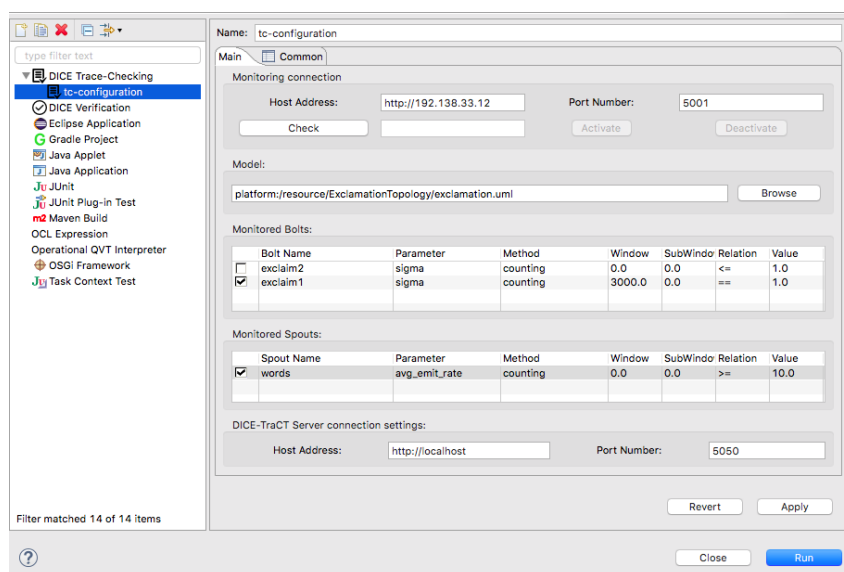 Name: tc-configuration
type filter text
DICE Trace-Checking
tc-configuration
DICE Verification
Eclipse Application
G Gradle Project
Java Applet
J Java Application
Ju JUnit
Jü JUnit Plug-in Test
m2 Maven Build
OCL Expression
Operational QVT Interpreter
OSGi Framework
Ju Task Context Test
Filter matched 14 of 14 items
Main Common
Monitoring connection
Host Address: http://192.138.33.12 Port Number: 5001
Check Activate Deactivate
Model:
platform:/resource/ExclamationTopology/exclamation.uml Browse
Monitored Bolts:
Bolt Name Parameter Method Window SubWindo Relation Value
exclaim2 sigma counting 0.0 0.0 <= 1.0
exclaim1 sigma counting 3000.0 0.0 == 1.0
Monitored Spouts:
Spout Name Parameter Method Window SubWindo Relation Value
words avg_emit_rate counting 0.0 0.0 >= 10.0
DICE-TraCT Server connection settings:
Host Address: http://localhost Port Number: 5050
Revert Apply
? Close Run